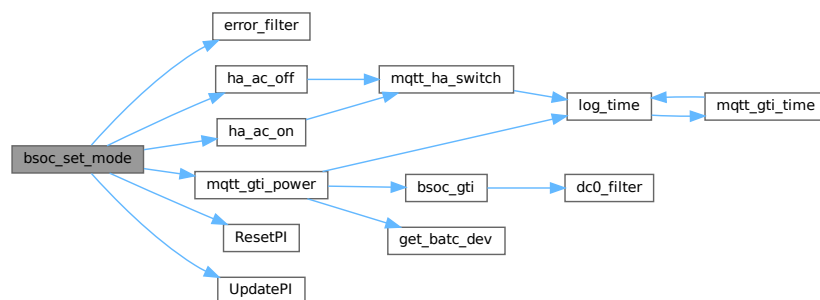 error_filter
ha_ac_off
mqtt_ha_switch
log_time
mqtt_gti_time
ha_ac_on
bsoc_set_mode
mqtt_gti_power
bsoc_gti
dc0_filter
ResetPI
get_batc_dev
UpdatePI